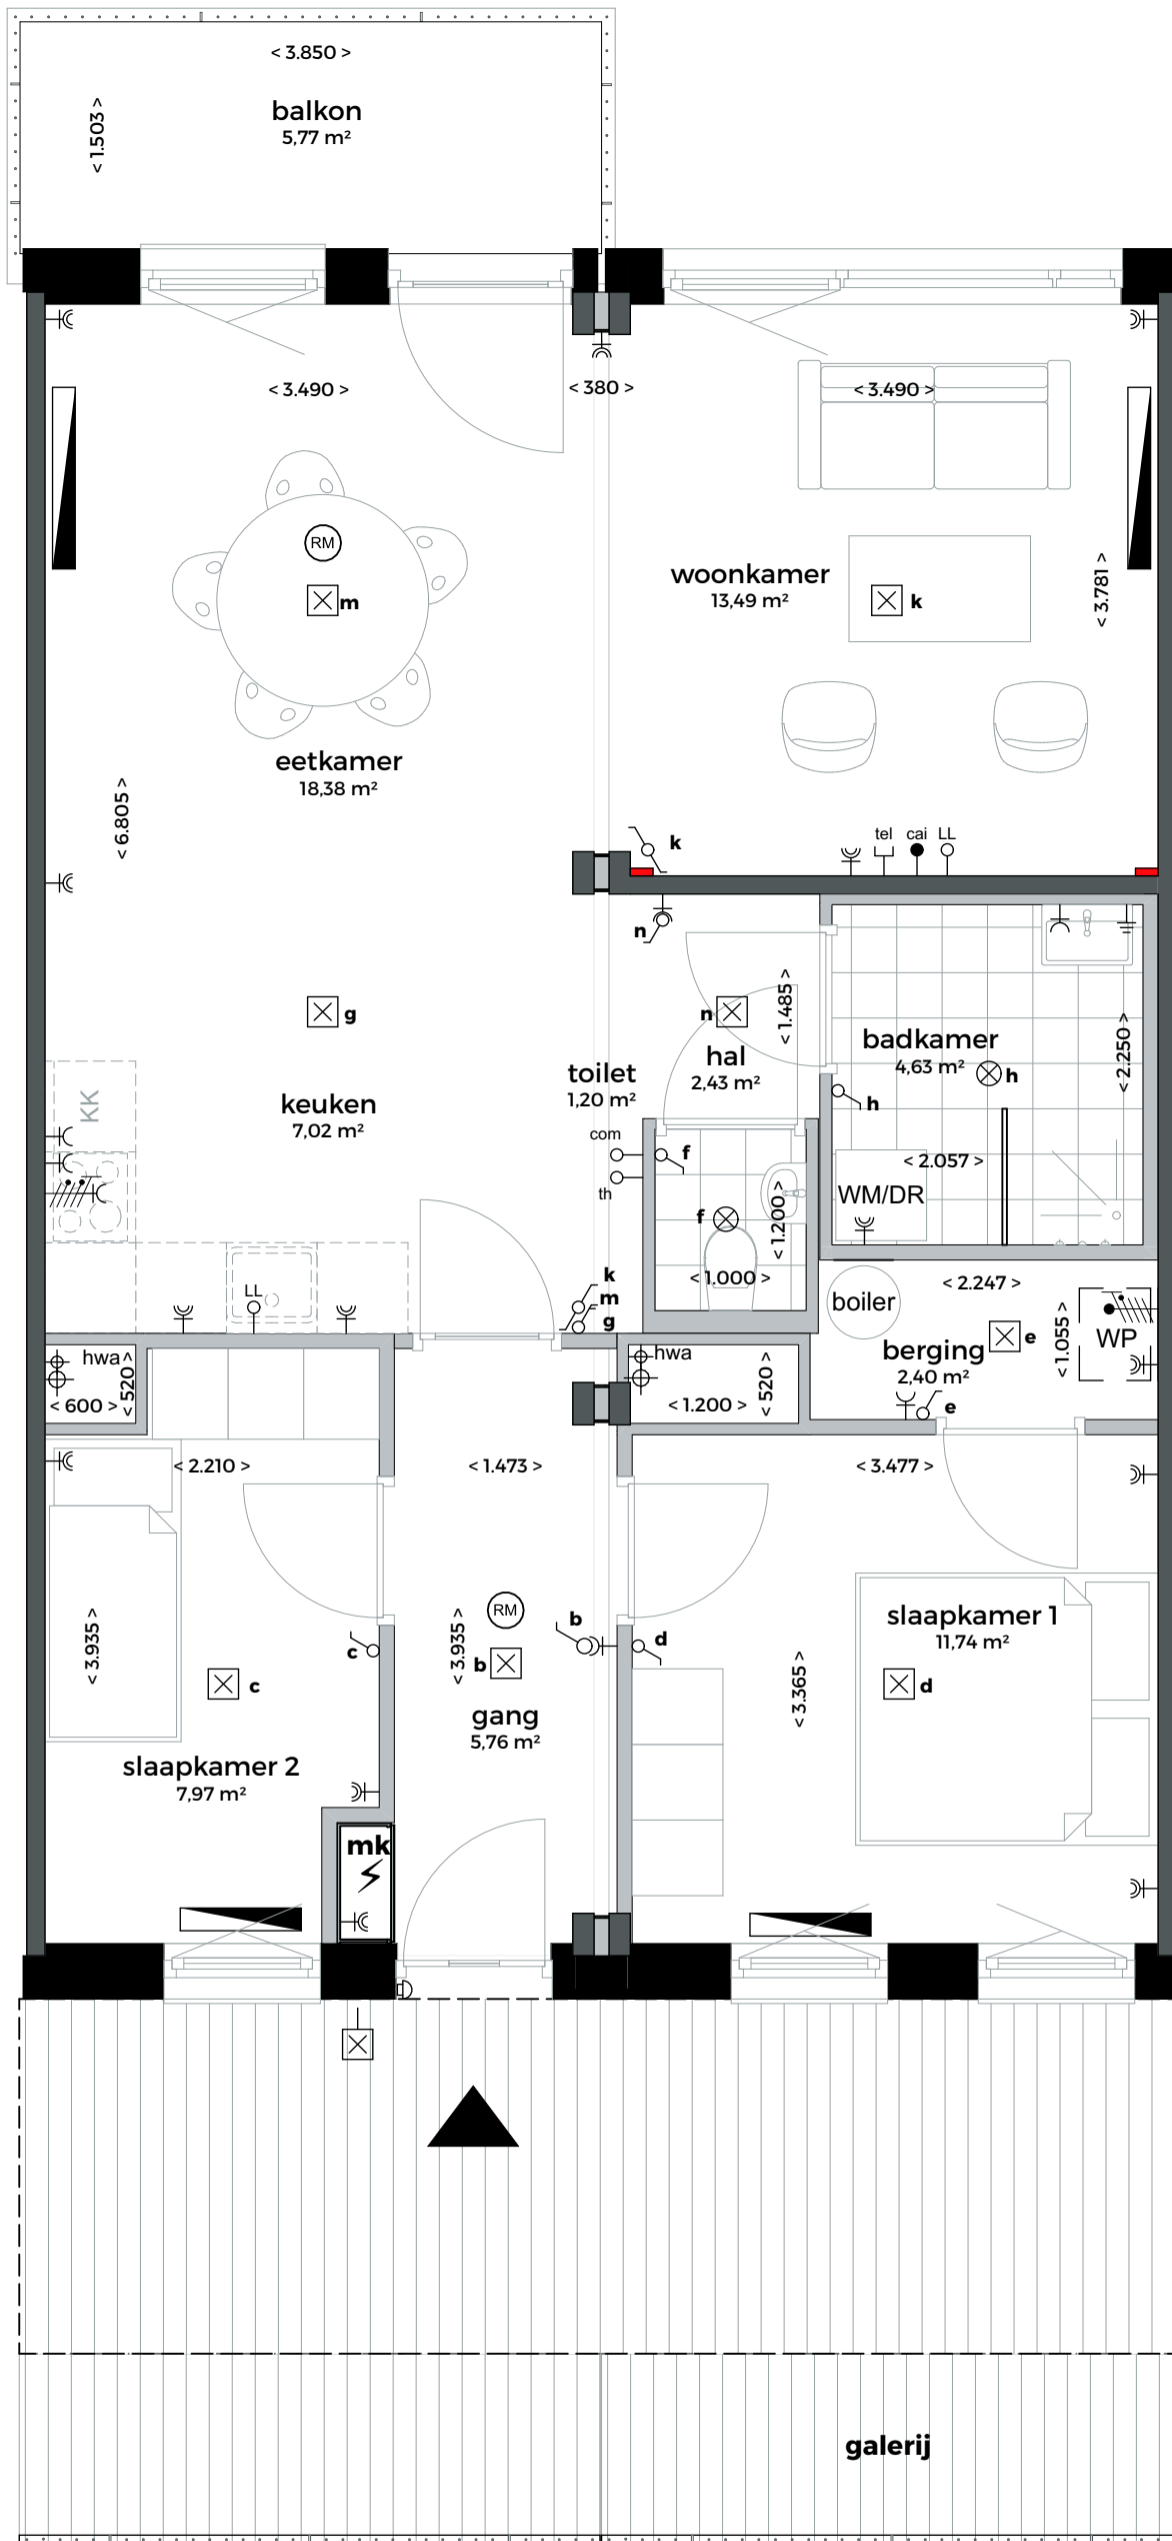 < 3.850 >
balkon
5,77 m²
< 1.503 >
< 3.490 >
< 380 >
< 3.490 >
RM
m
woonkamer
13,49 m²
k
< 3.781 >
eetkamer
18,38 m²
< 6.805 >
k
tel
cai
LL
n
g
n
< 1.485 >
hal
2,43 m²
badkamer
4,63 m²
h
h
< 2.250 >
toilet
1,20 m²
KK
keuken
7,02 m²
com
th
f
f
< 1.200 >
< 1.000 >
< 2.057 >
WM/DR
LL
k
m
g
boiler
< 2.247 >
berging
2,40 m²
e
< 1.055 >
WP
e
hwa
< 600 >
< 520 >
hwa
< 1.200 >
< 520 >
< 2.210 >
< 1.473 >
< 3.477 >
< 3.935 >
c
c
RM
b
b
< 3.935 >
gang
5,76 m²
d
slaapkamer 1
11,74 m²
d
< 3.365 >
slaapkamer 2
7,97 m²
mk
galerij